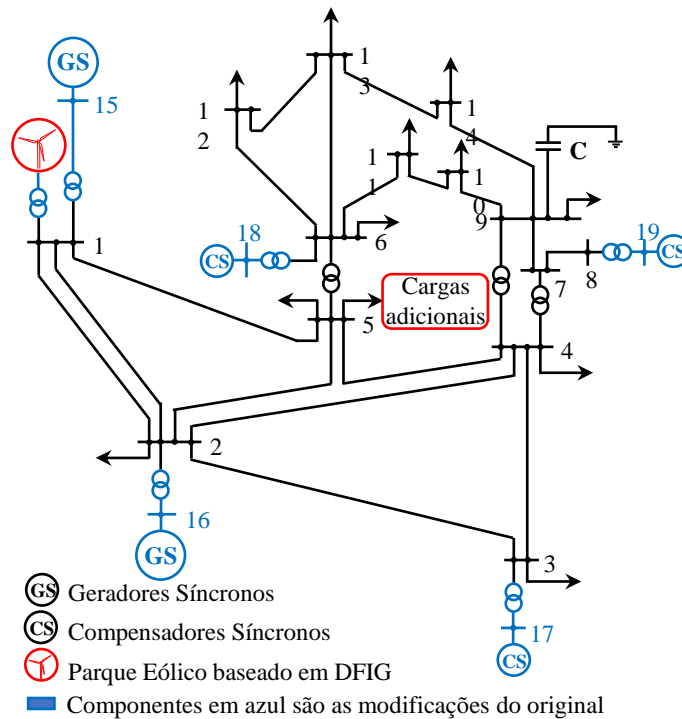 GS
15
1
3
1
2
1
4
1
1
1
0
C
9
1
6
18
CS
7
8
19
CS
Cargas
adicionais
5
4
2
16
GS
3
17
CS
GS Geradores Síncronos
CS Compensadores Síncronos
Parque Eólico baseado em DFIG
Componentes em azul são as modificações do original